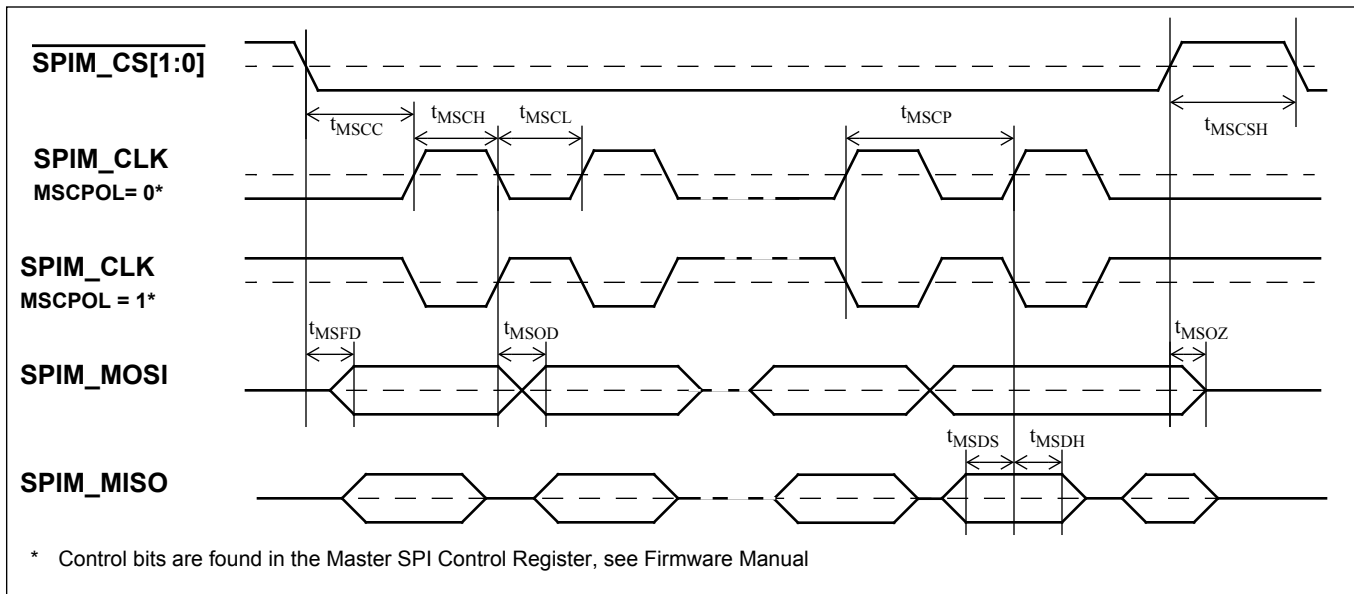 SPIM_CS[1:0]
tMSCC
tMSCH
tMSCL
tMSCP
tMSCSH
SPIM_CLK
MSCPOL= 0*
SPIM_CLK
MSCPOL = 1*
tMSFD
tMSOD
tMSOZ
SPIM_MOSI
tMSDS
tMSDH
SPIM_MISO
* Control bits are found in the Master SPI Control Register, see Firmware Manual